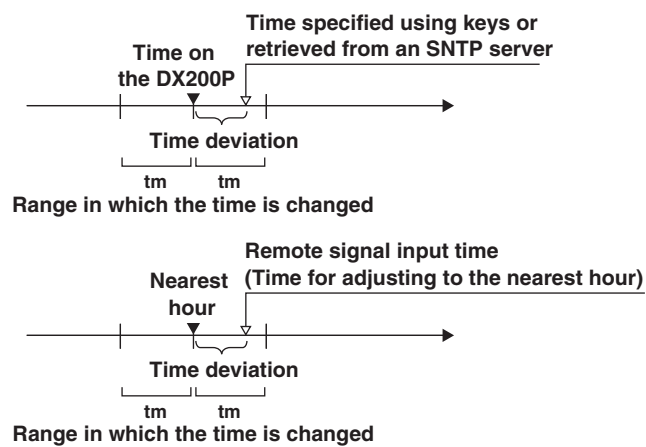 Time specified using keys or
retrieved from an SNTP server
Time on
the DX200P
Time deviation
tm tm
Range in which the time is changed
Remote signal input time
(Time for adjusting to the nearest hour)
Nearest
hour
Time deviation
tm tm
Range in which the time is changed